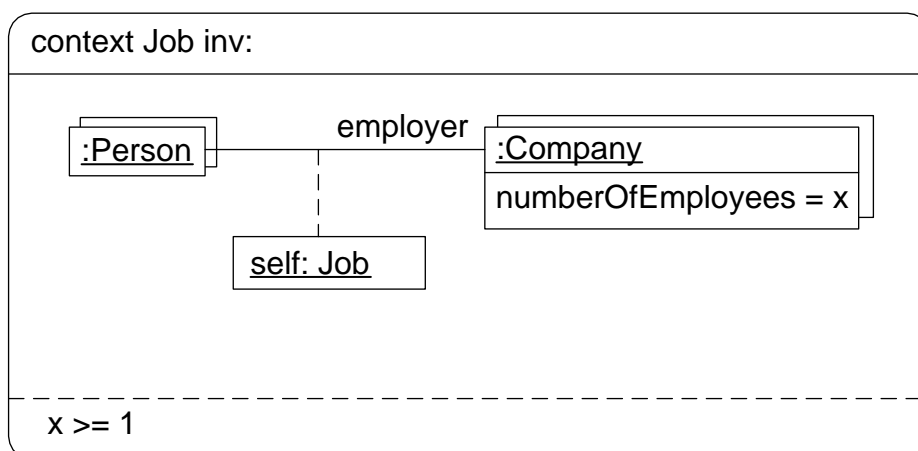 context Job inv:
employer
:Person
:Company
numberOfEmployees = x
self: Job
x >= 1